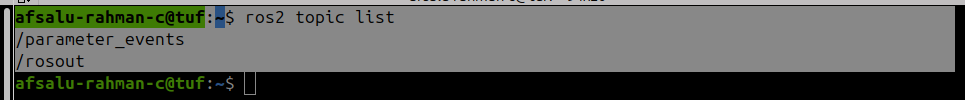 afsalu-rahman-c@tuf:~$ ros2 topic list
/parameter_events
/rosout
afsalu-rahman-c@tuf:~$